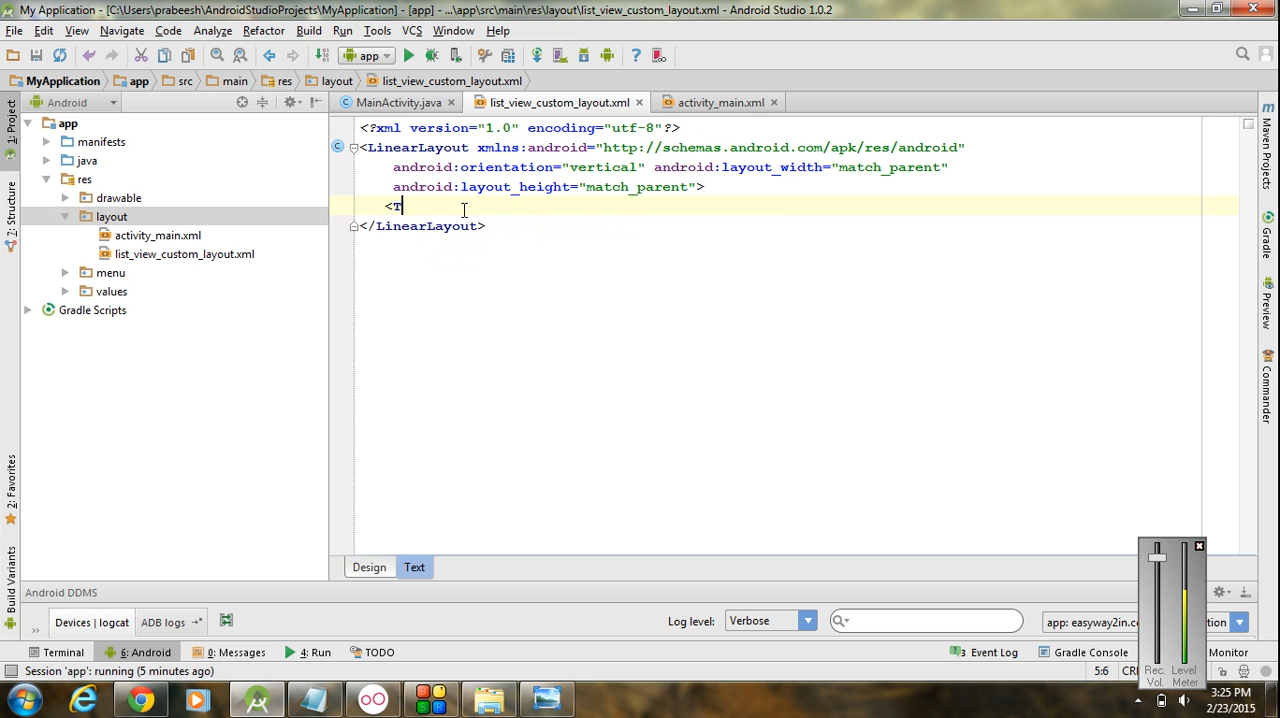 My Application - [C:\Users\prabeesh\AndroidStudioProjects\MyApplication] - [app] - ...\app\src\main\res\layout\list_view_custom_layout.xml - Android Studio 1.0.2
File Edit View Navigate Code Analyze Refactor Build Run Tools VCS Window Help
app
MyApplication app src main res layout list_view_custom_layout.xml
Android
MainActivity.java list_view_custom_layout.xml activity_main.xml
1: Project
2: Structure
2: Favorites
Build Variants
app
manifests
java
res
drawable
layout
activity_main.xml
list_view_custom_layout.xml
menu
values
Gradle Scripts
<?xml version="1.0" encoding="utf-8"?>
<LinearLayout xmlns:android="http://schemas.android.com/apk/res/android"
android:orientation="vertical" android:layout_width="match_parent"
android:layout_height="match_parent">
<T
</LinearLayout>
Maven Projects
Gradle
Preview
Commander
Design Text
Android DDMS
Devices | logcat ADB logs Log level: Verbose app: easyway2in.c
Terminal 6: Android 0: Messages 4: Run TODO 3 Event Log Gradle Console Monitor
Session 'app': running (5 minutes ago) 5:6
Rec. Level
Vol. Meter
3:25 PM
2/23/2015